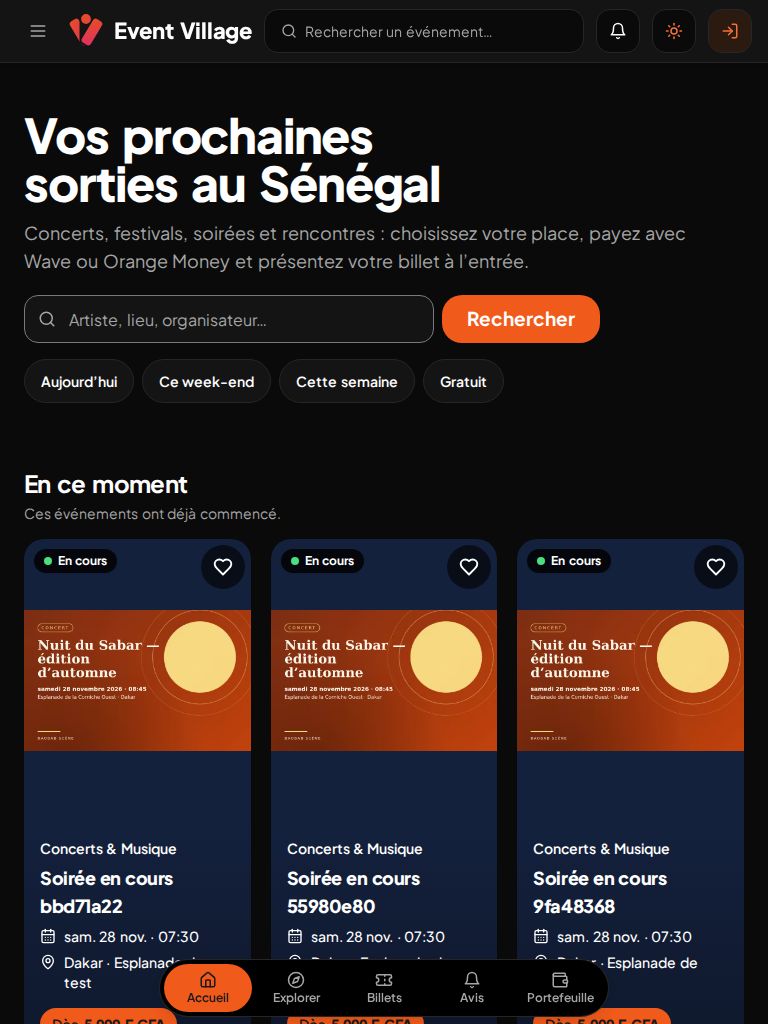 Event Village
Rechercher un événement...
Vos prochaines
sorties au Sénégal
Concerts, festivals, soirées et rencontres : choisissez votre place, payez avec
Wave ou Orange Money et présentez votre billet à l’entrée.
Artiste, lieu, organisateur...
Rechercher
Aujourd’hui
Ce week-end
Cette semaine
Gratuit
En ce moment
Ces événements ont déjà commencé.
En cours
CONCERT
Nuit du Sabar —
édition
d’automne
samedi 28 novembre 2026 · 08:45
Esplanade de la Corniche Ouest · Dakar
BAOBAB SCÈNE
Concerts & Musique
Soirée en cours
bbd71a22
sam. 28 nov. · 07:30
Dakar · Esplanade
test
En cours
CONCERT
Nuit du Sabar —
édition
d’automne
samedi 28 novembre 2026 · 08:45
Esplanade de la Corniche Ouest · Dakar
BAOBAB SCÈNE
Concerts & Musique
Soirée en cours
55980e80
sam. 28 nov. · 07:30
En cours
CONCERT
Nuit du Sabar —
édition
d’automne
samedi 28 novembre 2026 · 08:45
Esplanade de la Corniche Ouest · Dakar
BAOBAB SCÈNE
Concerts & Musique
Soirée en cours
9fa48368
sam. 28 nov. · 07:30
Dakar · Esplanade de
Accueil
Explorer
Billets
Avis
Portefeuille